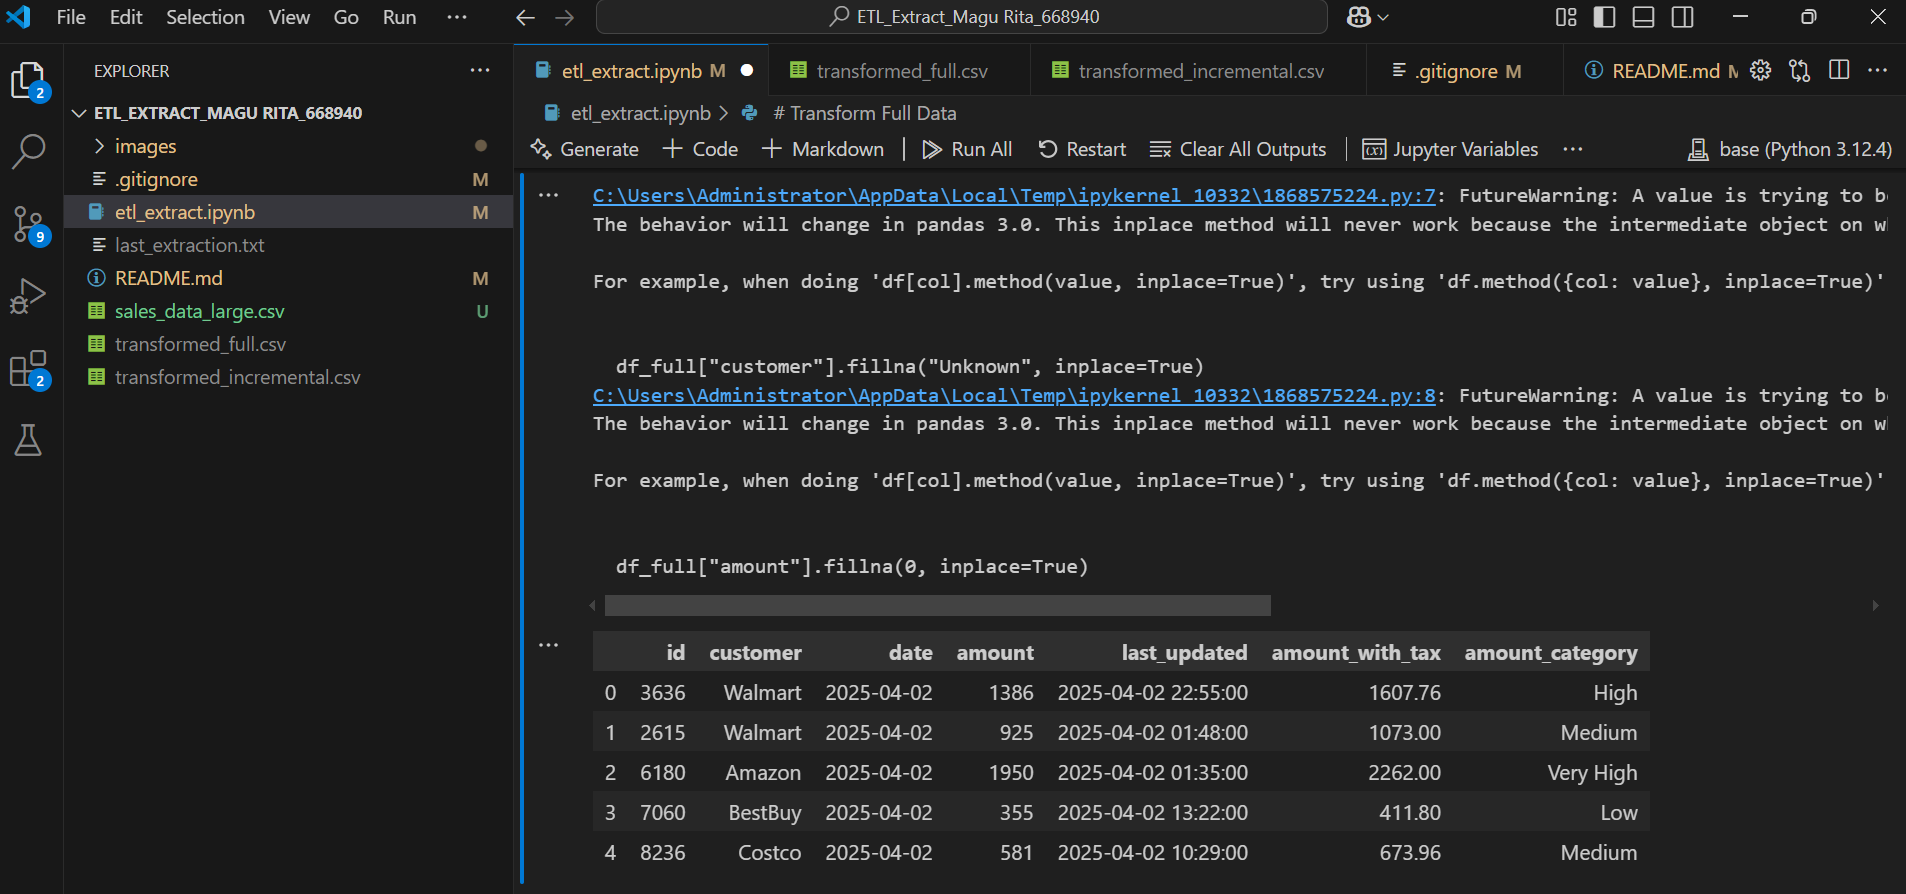 File Edit Selection View Go Run ··· ETL_Extract_Magu Rita_668940
EXPLORER ···
2
ETL_EXTRACT_MAGU RITA_668940
images
.gitignore M
etl_extract.ipynb M
last_extraction.txt
9
README.md M
sales_data_large.csv U
transformed_full.csv
transformed_incremental.csv
2
etl_extract.ipynb M transformed_full.csv transformed_incremental.csv .gitignore M README.md M ···
etl_extract.ipynb > # Transform Full Data
Generate + Code + Markdown | Run All Restart Clear All Outputs | Jupyter Variables ··· base (Python 3.12.4)
··· C:\Users\Administrator\AppData\Local\Temp\ipykernel_10332\1868575224.py:7: FutureWarning: A value is trying to
The behavior will change in pandas 3.0. This inplace method will never work because the intermediate object on
For example, when doing 'df[col].method(value, inplace=True)', try using 'df.method({col: value}, inplace=True)'
df_full["customer"].fillna("Unknown", inplace=True)
C:\Users\Administrator\AppData\Local\Temp\ipykernel_10332\1868575224.py:8: FutureWarning: A value is trying to
The behavior will change in pandas 3.0. This inplace method will never work because the intermediate object on
For example, when doing 'df[col].method(value, inplace=True)', try using 'df.method({col: value}, inplace=True)'
df_full["amount"].fillna(0, inplace=True)
···
id customer date amount last_updated amount_with_tax amount_category
0 3636 Walmart 2025-04-02 1386 2025-04-02 22:55:00 1607.76 High
1 2615 Walmart 2025-04-02 925 2025-04-02 01:48:00 1073.00 Medium
2 6180 Amazon 2025-04-02 1950 2025-04-02 01:35:00 2262.00 Very High
3 7060 BestBuy 2025-04-02 355 2025-04-02 13:22:00 411.80 Low
4 8236 Costco 2025-04-02 581 2025-04-02 10:29:00 673.96 Medium